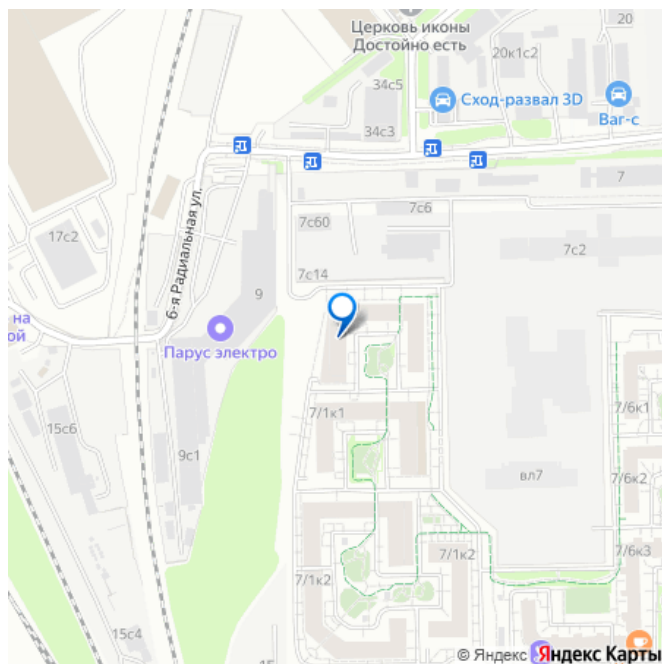 Церковь иконы
Достойно есть
20
20к1с2
34с5
Сход-развал 3D
Ваг-с
34с3
7
6-я Радиальная ул.
7с60
7с6
17с2
7с2
7с14
9
на
ой
Парус электро
7/1к1
7/6к1
15с6
9с1
вл7
7/6к2
7/1к2
7/1к2
7/6к3
15с4
© Яндекс
Яндекс Карты